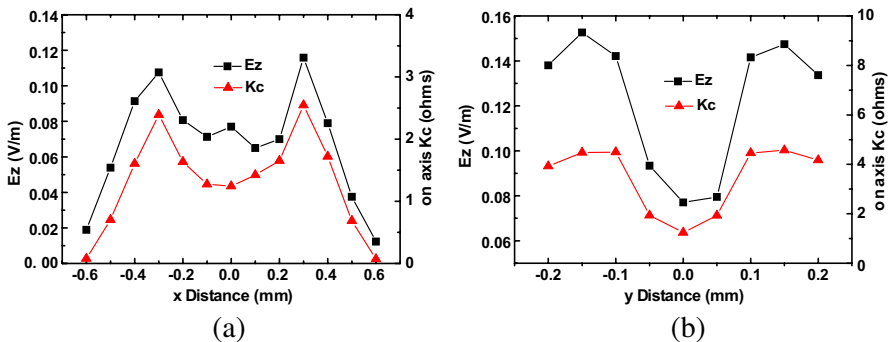 0.14
0.12
0.10
0.08
0.06
0.04
0.02
0.00
Ez (V/m)
4
3
2
1
0
on axis Kc (ohms)
Ez
Kc
-0.6 -0.4 -0.2 0.0 0.2 0.4 0.6
x Distance (mm)
(a)
0.16
0.14
0.12
0.10
0.08
0.06
Ez (V/m)
10
8
6
4
2
0
on axis Kc (ohms)
Ez
Kc
-0.2 -0.1 0.0 0.1 0.2
y Distance (mm)
(b)